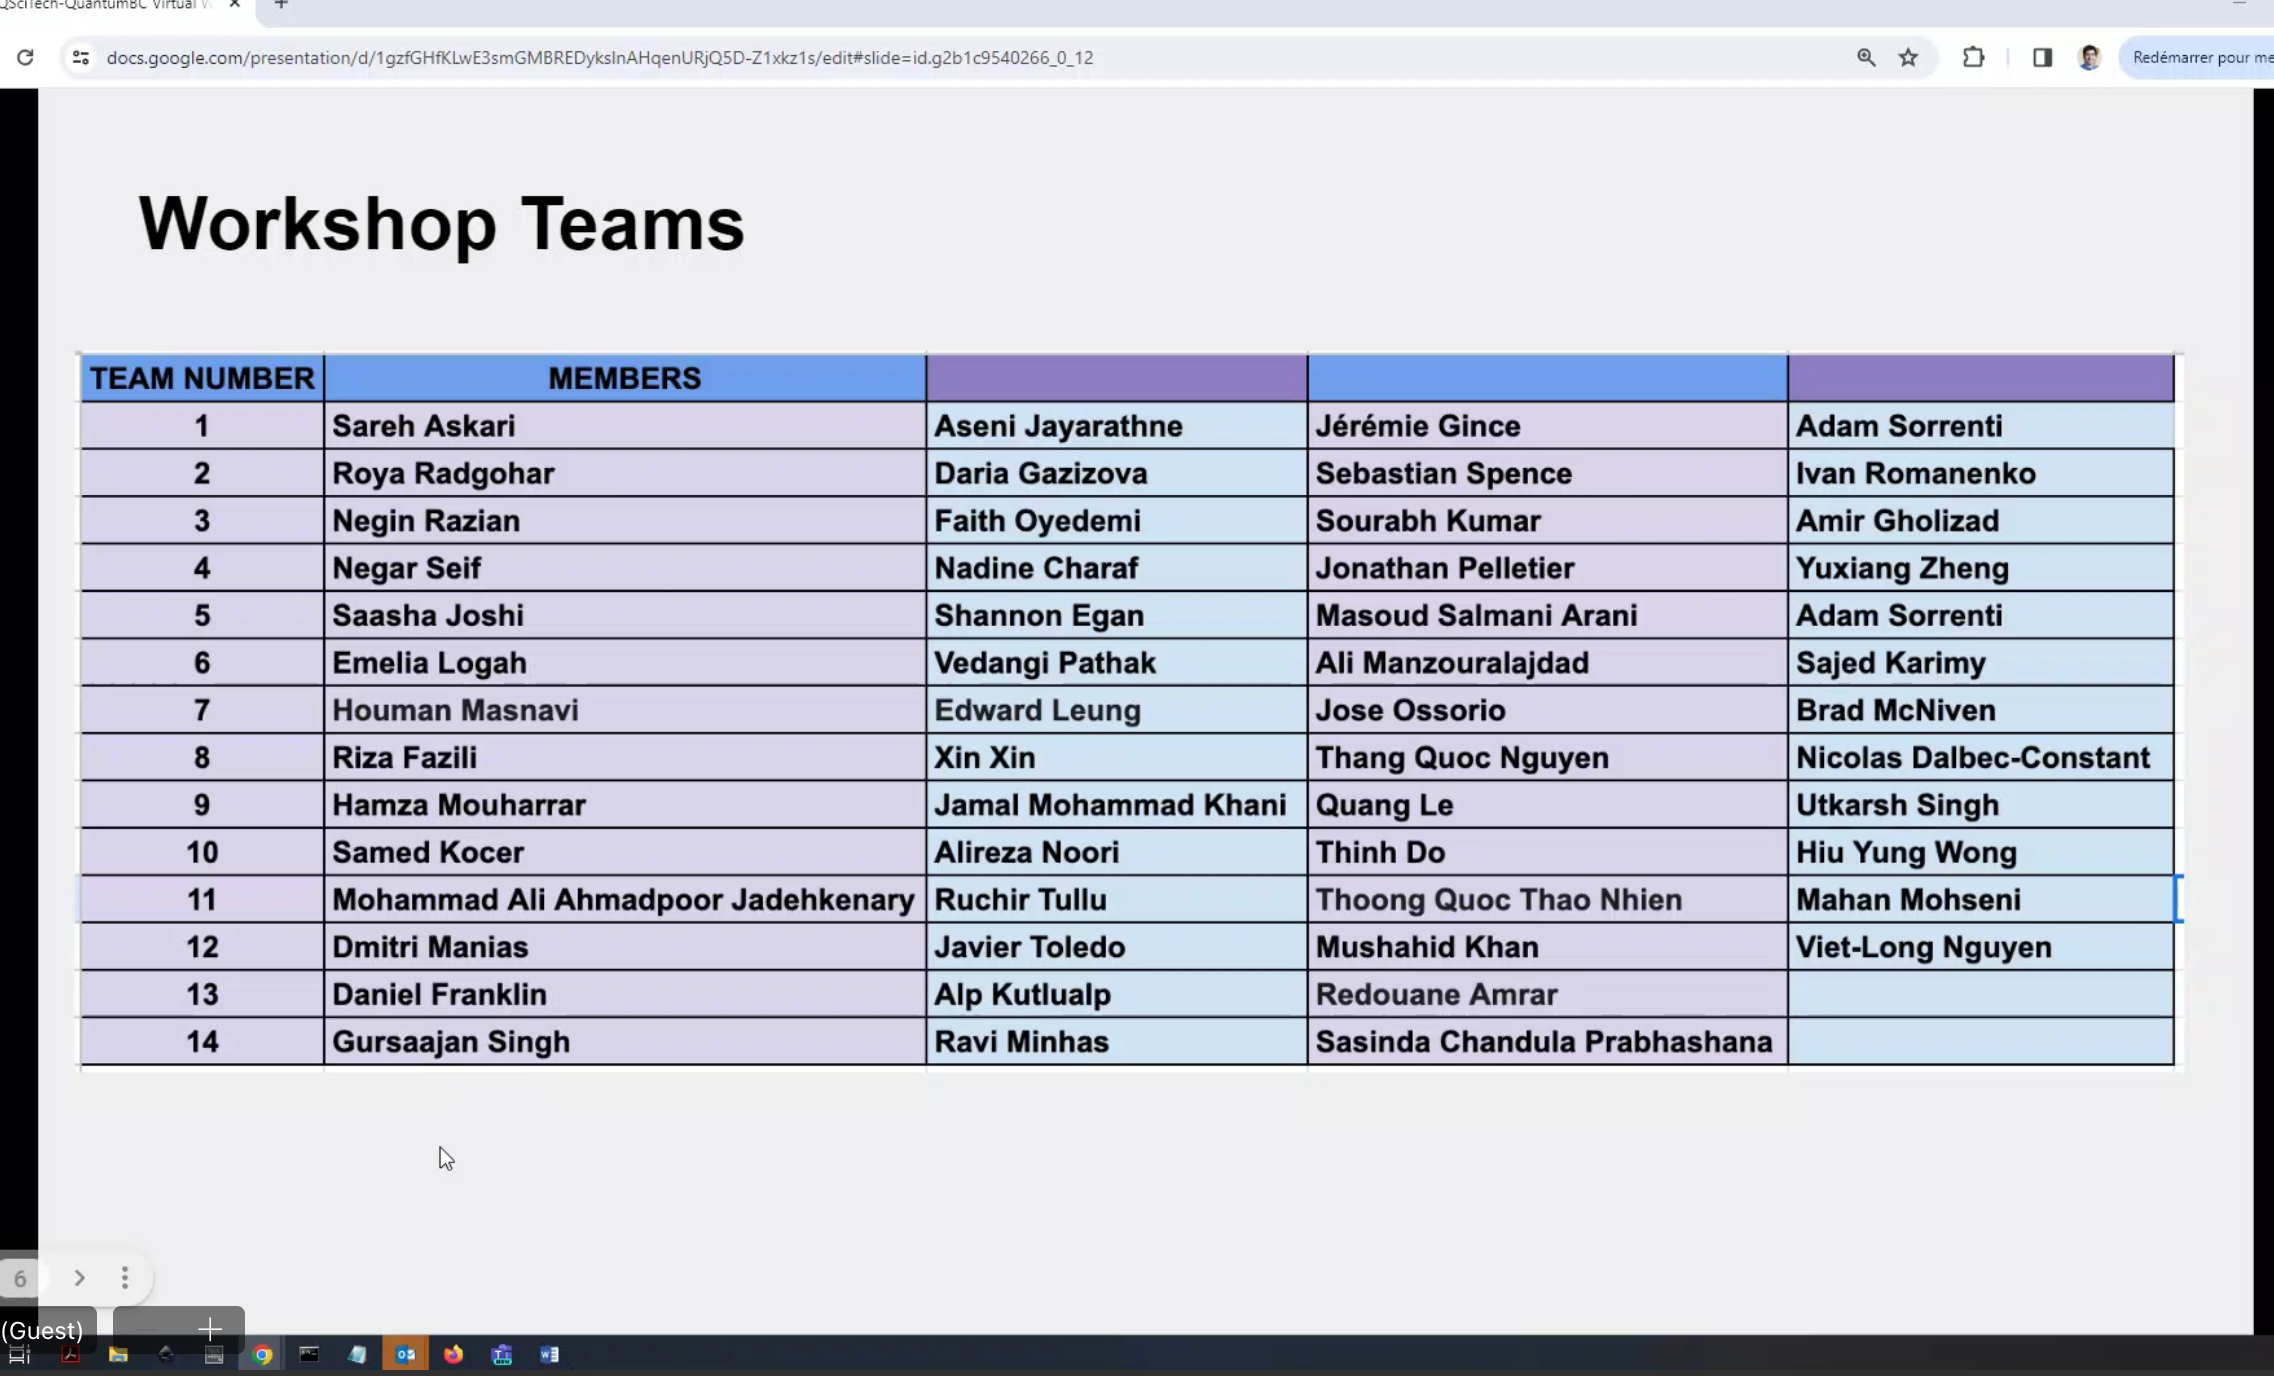 QSciTech-QuantumBC Virtual
docs.google.com/presentation/d/1gzfGHfKLwE3smGMBREDyksInAHqenURjQ5D-Z1xkz1s/edit#slide=id.g2b1c9540266_0_12
Redémarrer pour me
Workshop Teams
TEAM NUMBER MEMBERS
1 Sareh Askari Aseni Jayarathne Jérémie Gince Adam Sorrenti
2 Roya Radgohar Daria Gazizova Sebastian Spence Ivan Romanenko
3 Negin Razian Faith Oyedemi Sourabh Kumar Amir Gholizad
4 Negar Seif Nadine Charaf Jonathan Pelletier Yuxiang Zheng
5 Saasha Joshi Shannon Egan Masoud Salmani Arani Adam Sorrenti
6 Emelia Logah Vedangi Pathak Ali Manzouralajdad Sajed Karimy
7 Houman Masnavi Edward Leung Jose Ossorio Brad McNiven
8 Riza Fazili Xin Xin Thang Quoc Nguyen Nicolas Dalbec-Constant
9 Hamza Mouharrar Jamal Mohammad Khani Quang Le Utkarsh Singh
10 Samed Kocer Alireza Noori Thinh Do Hiu Yung Wong
11 Mohammad Ali Ahmadpoor Jadehkenary Ruchir Tullu Thoong Quoc Thao Nhien Mahan Mohseni
12 Dmitri Manias Javier Toledo Mushahid Khan Viet-Long Nguyen
13 Daniel Franklin Alp Kutlualp Redouane Amrar
14 Gursaajan Singh Ravi Minhas Sasinda Chandula Prabhashana
6
(Guest)